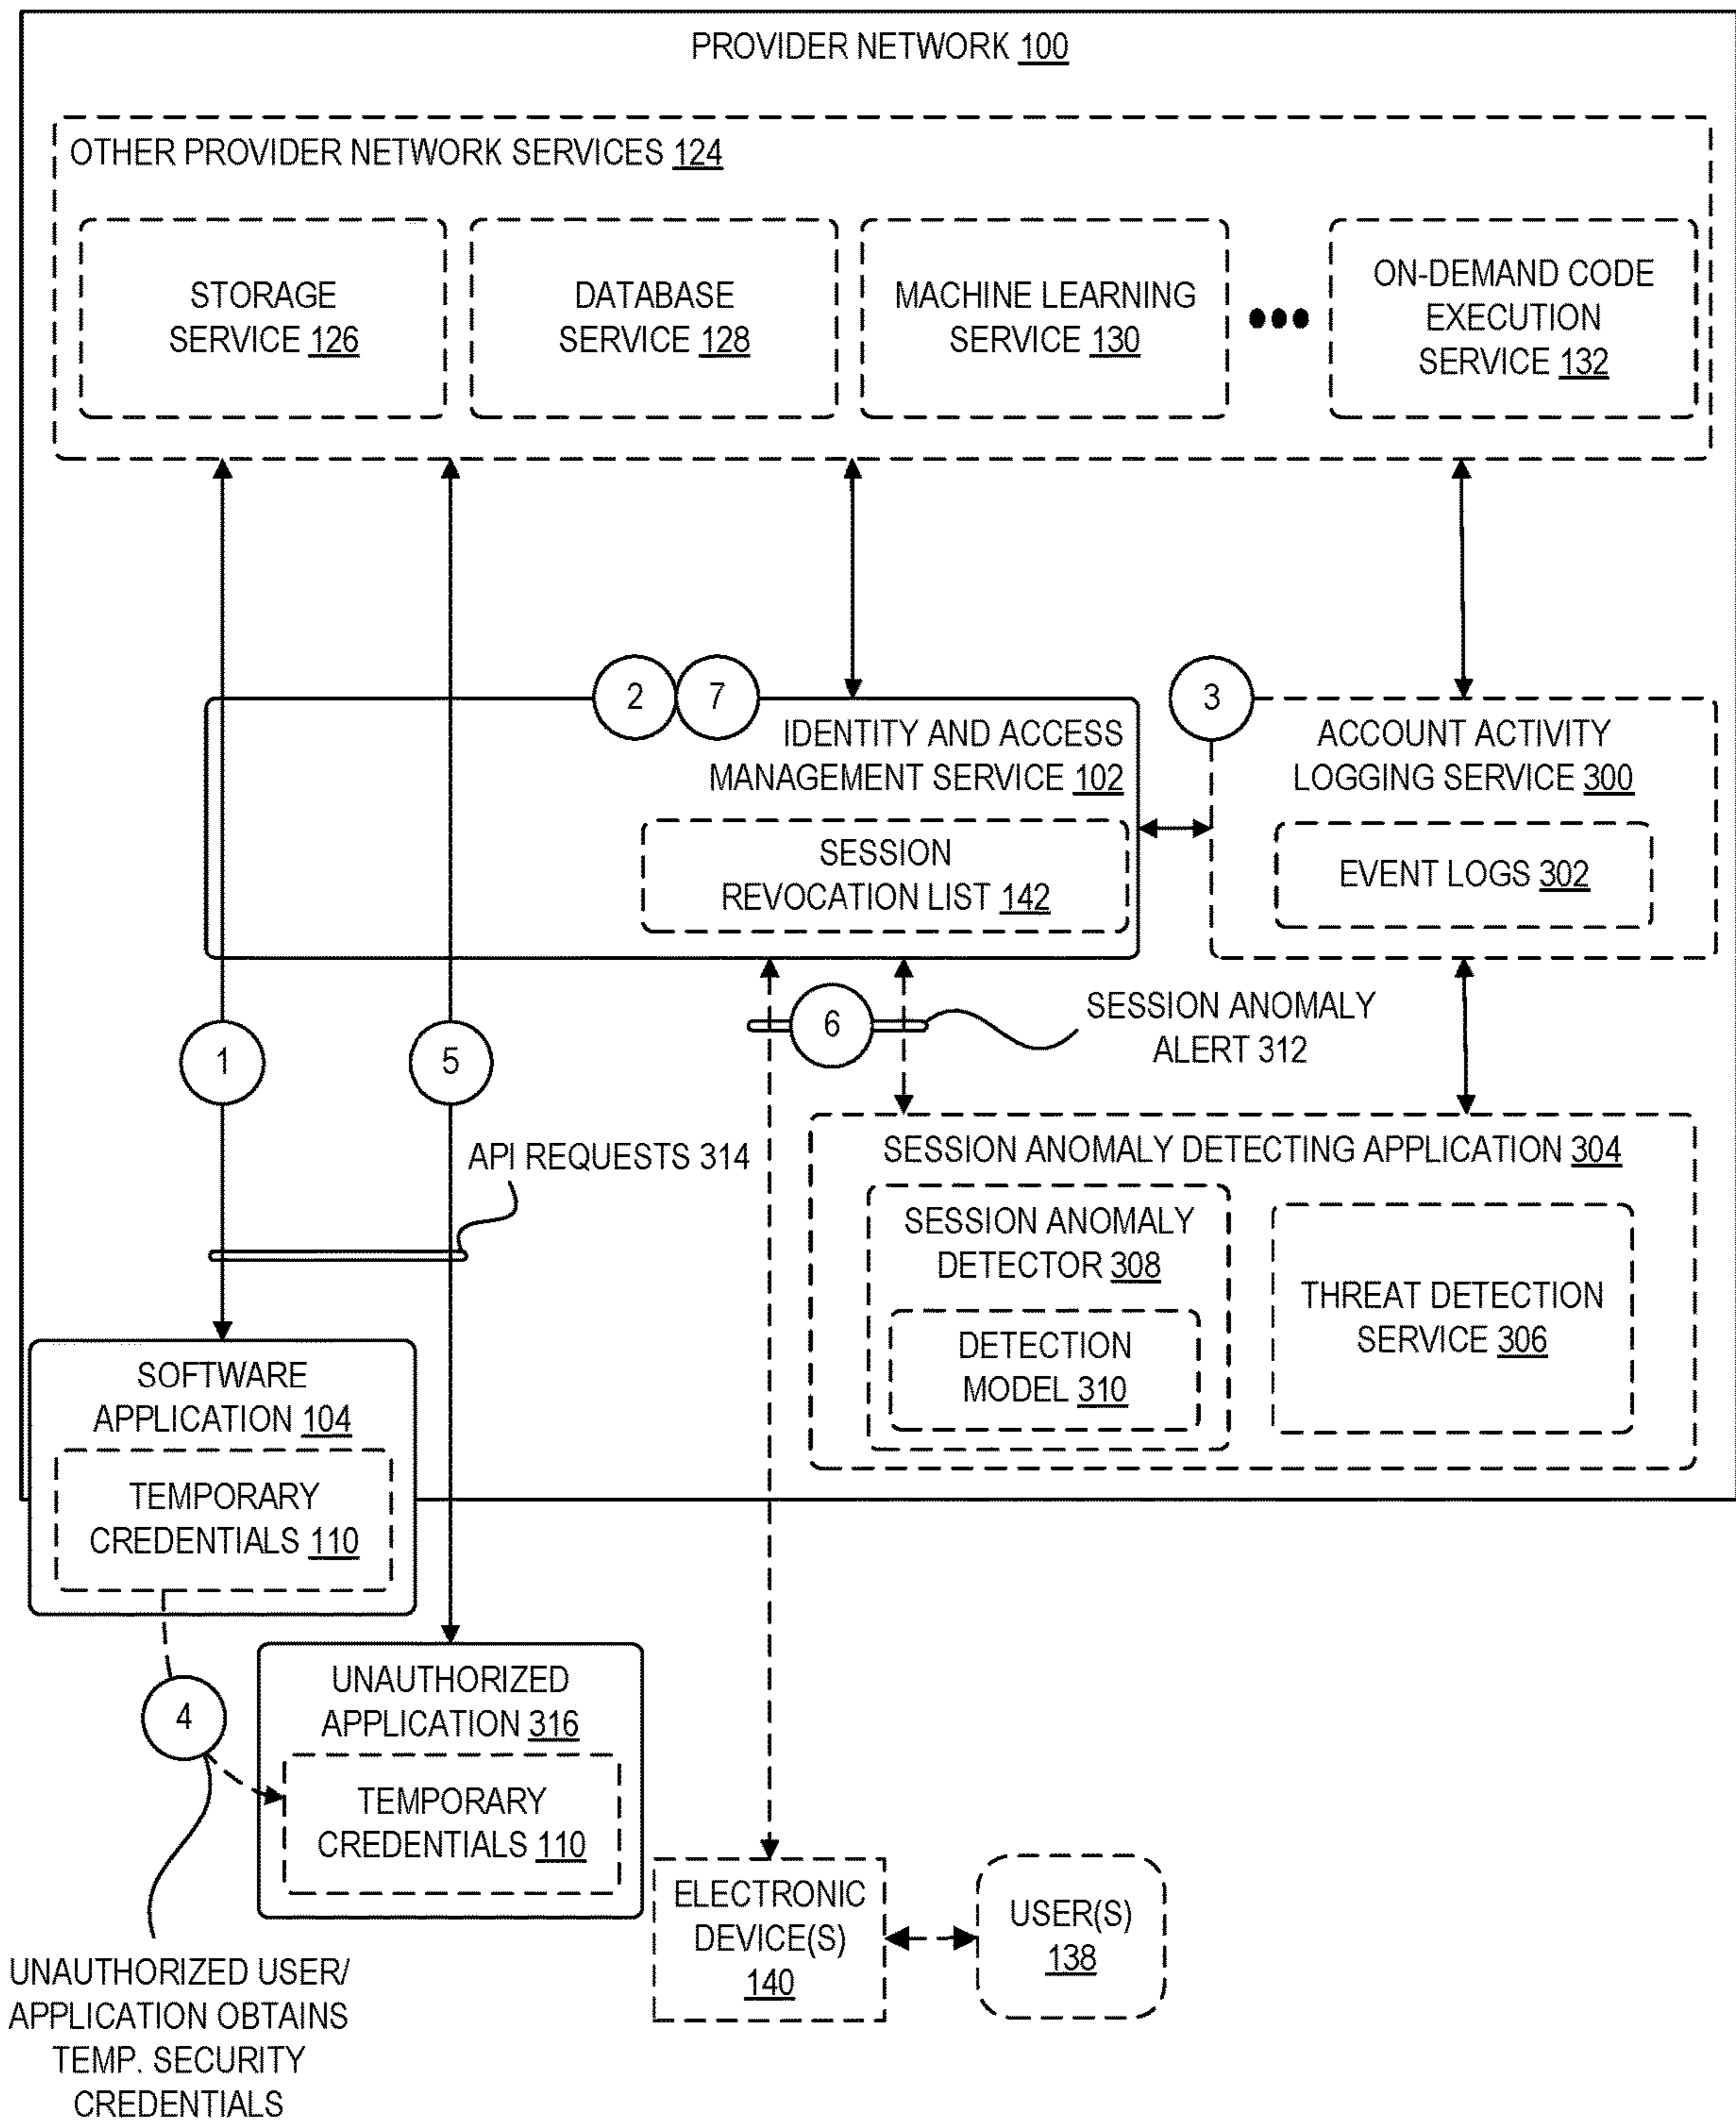 PROVIDER NETWORK 100
OTHER PROVIDER NETWORK SERVICES 124
STORAGE
SERVICE 126
DATABASE
SERVICE 128
MACHINE LEARNING
SERVICE 130
ON-DEMAND CODE
EXECUTION
SERVICE 132
2
7
3
IDENTITY AND ACCESS
MANAGEMENT SERVICE 102
SESSION
REVOCATION LIST 142
ACCOUNT ACTIVITY
LOGGING SERVICE 300
EVENT LOGS 302
1
5
6
SESSION ANOMALY
ALERT 312
API REQUESTS 314
SESSION ANOMALY DETECTING APPLICATION 304
SESSION ANOMALY
DETECTOR 308
DETECTION
MODEL 310
THREAT DETECTION
SERVICE 306
SOFTWARE
APPLICATION 104
TEMPORARY
CREDENTIALS 110
4
UNAUTHORIZED
APPLICATION 316
TEMPORARY
CREDENTIALS 110
ELECTRONIC
DEVICE(S)
140
USER(S)
138
UNAUTHORIZED USER/
APPLICATION OBTAINS
TEMP. SECURITY
CREDENTIALS